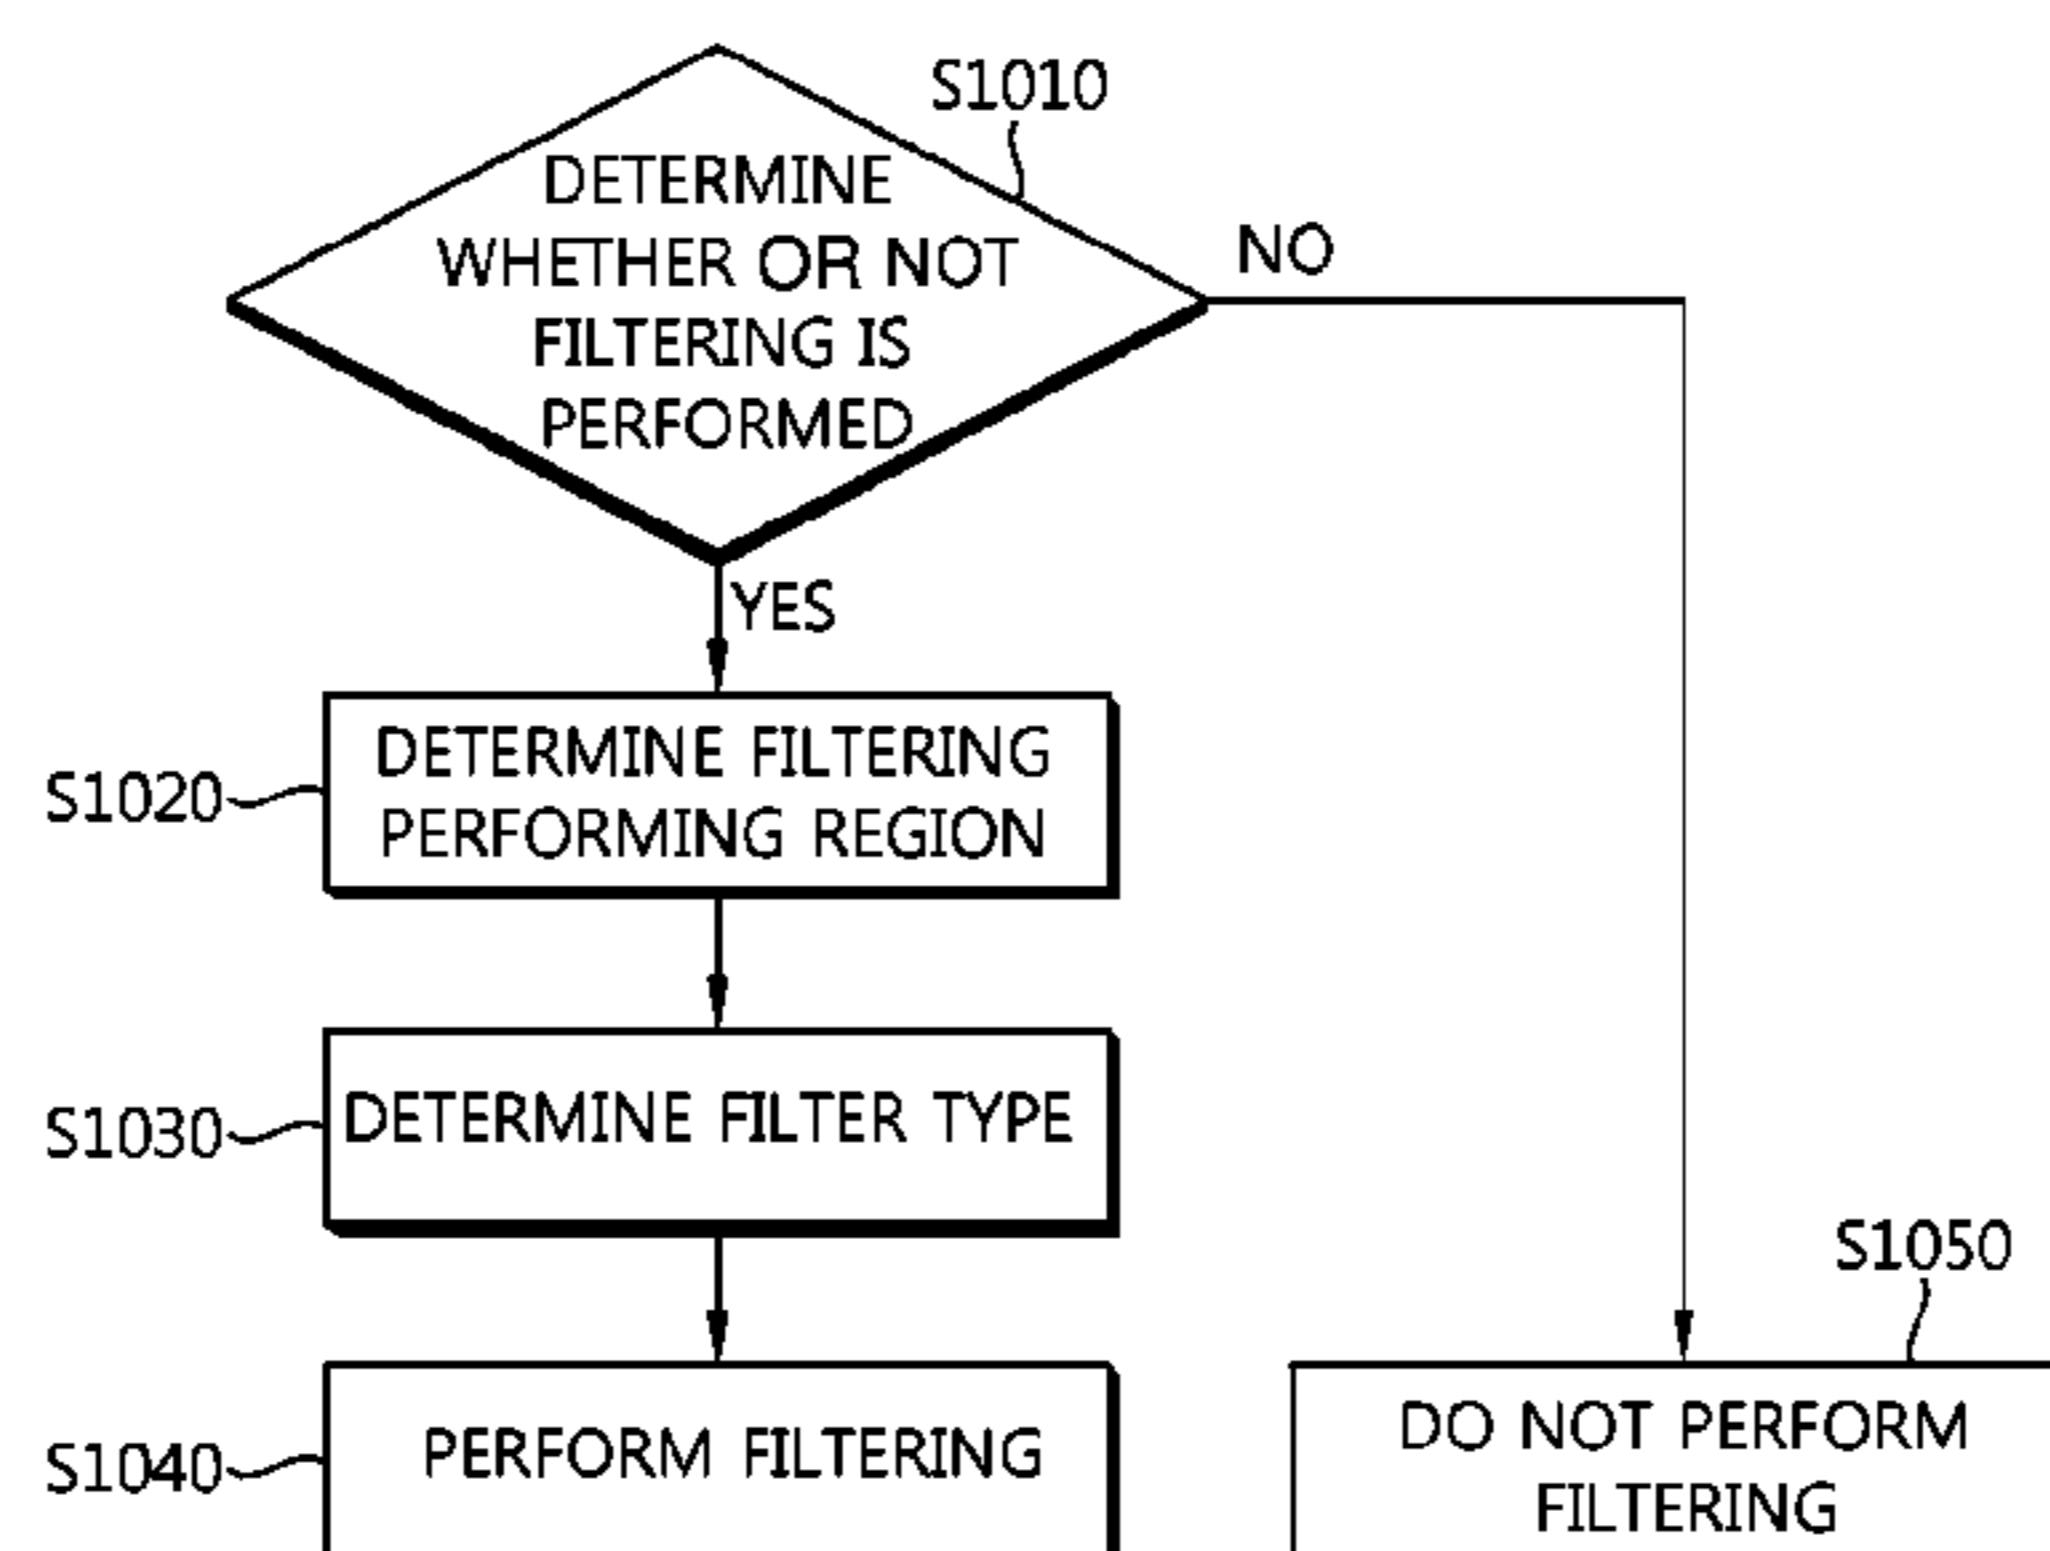 S1010
DETERMINE
WHETHER OR NOT
FILTERING IS
PERFORMED
NO
YES
S1020
DETERMINE FILTERING
PERFORMING REGION
S1030
DETERMINE FILTER TYPE
S1050
S1040
PERFORM FILTERING
DO NOT PERFORM
FILTERING